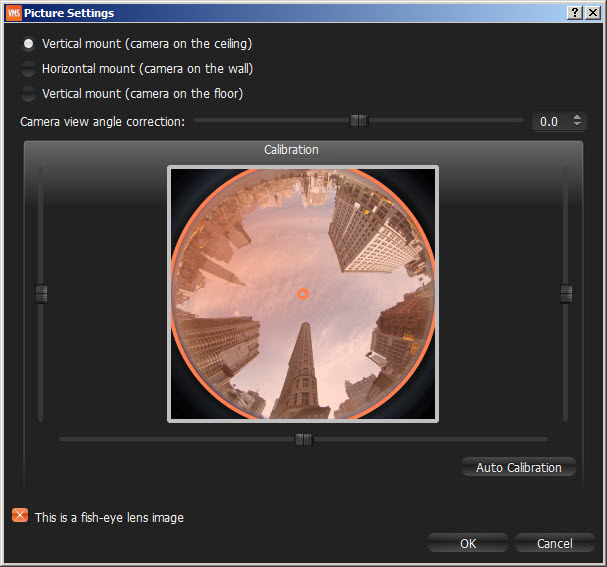 VMS Picture Settings
Vertical mount (camera on the ceiling)
Horizontal mount (camera on the wall)
Vertical mount (camera on the floor)
Camera view angle correction: 0.0
Calibration
Auto Calibration
This is a fish-eye lens image
OK Cancel